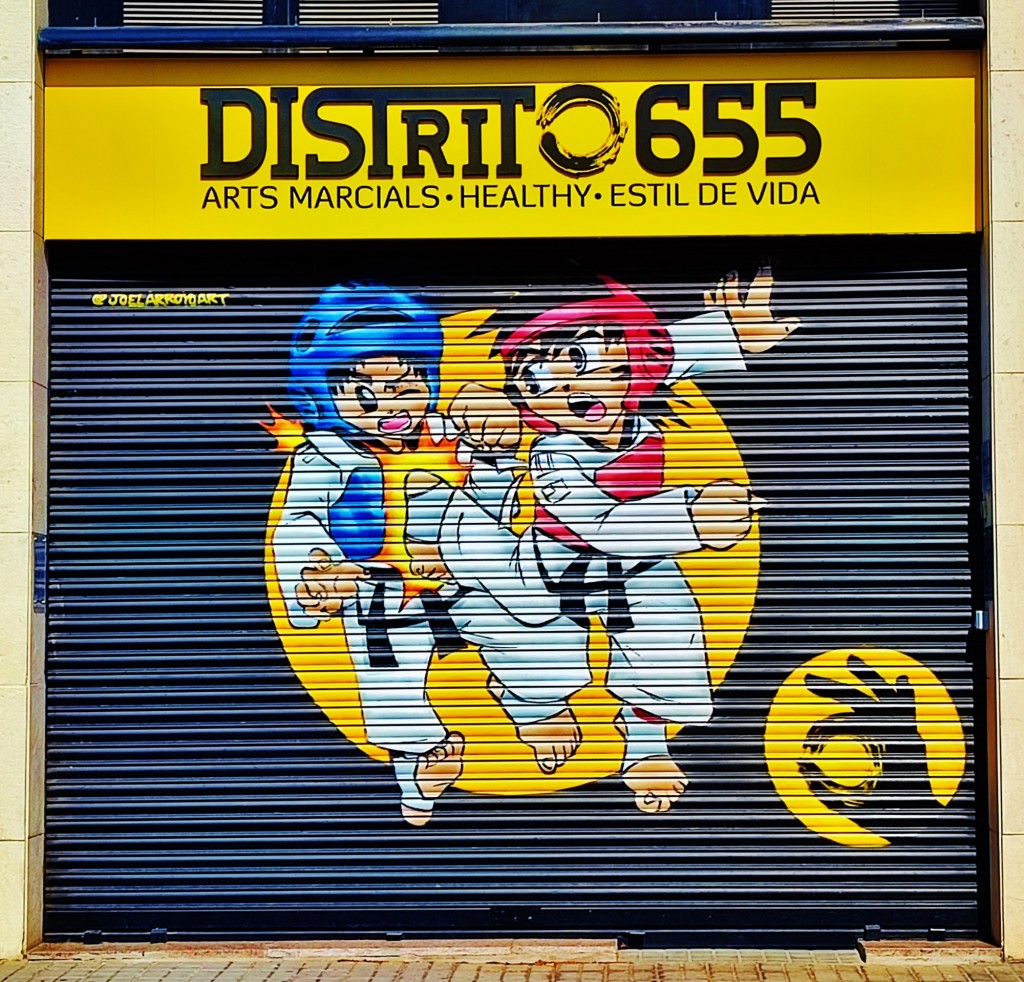 DISTRITO 655
ARTS MARCIALS • HEALTHY • ESTIL DE VIDA
@JOELARROYOART